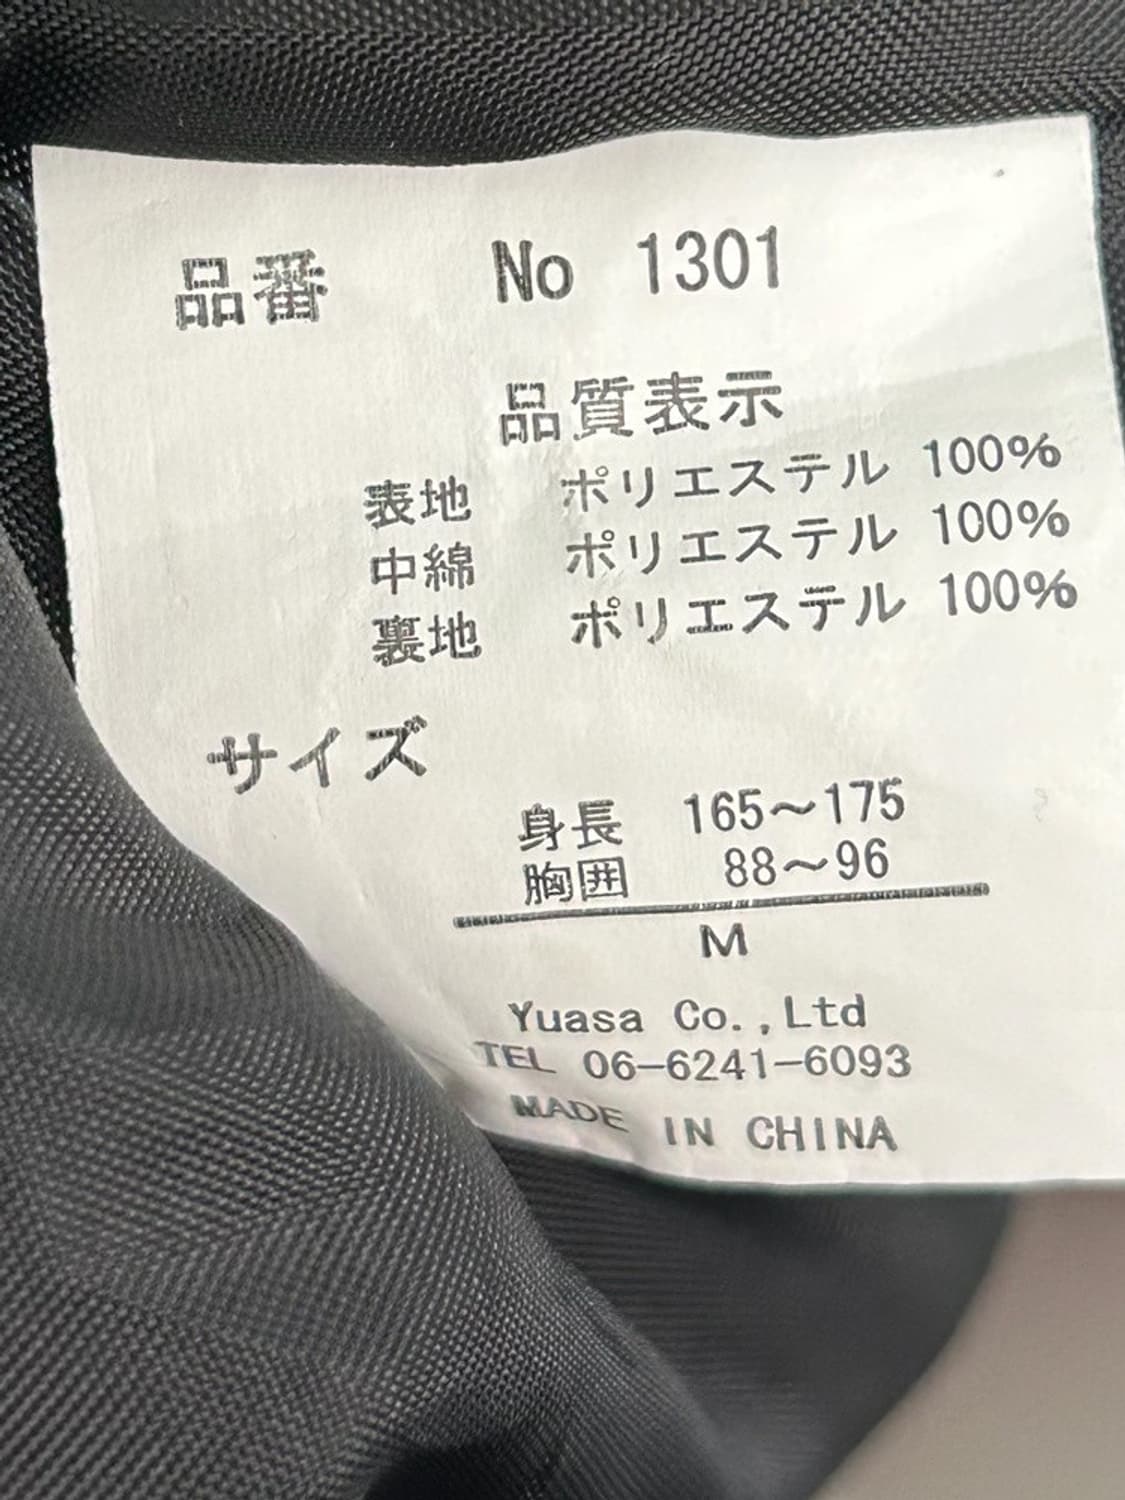 品番 No 1301
品質表示
表地 ポリエステル 100%
中綿 ポリエステル 100%
裏地 ポリエステル 100%
サイズ
身長 165～175
胸囲 88～96
M
Yuasa Co.,Ltd
TEL 06-6241-6093
MADE IN CHINA